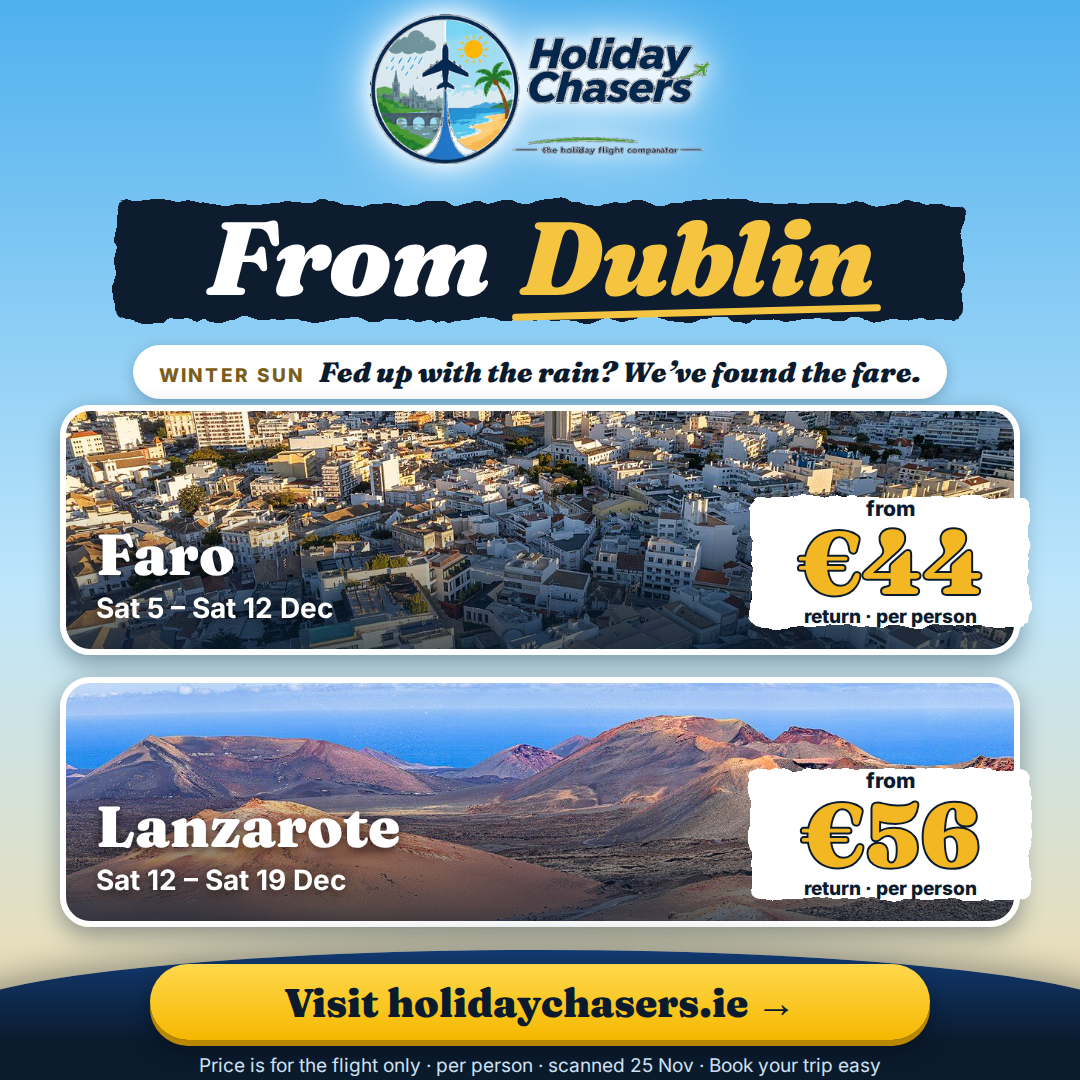 Holiday
Chasers
the holiday flight comparator
From Dublin
WINTER SUN Fed up with the rain? We’ve found the fare.
Faro
Sat 5 – Sat 12 Dec
from
€44
return · per person
Lanzarote
Sat 12 – Sat 19 Dec
from
€56
return · per person
Visit holidaychasers.ie →
Price is for the flight only · per person · scanned 25 Nov · Book your trip easy